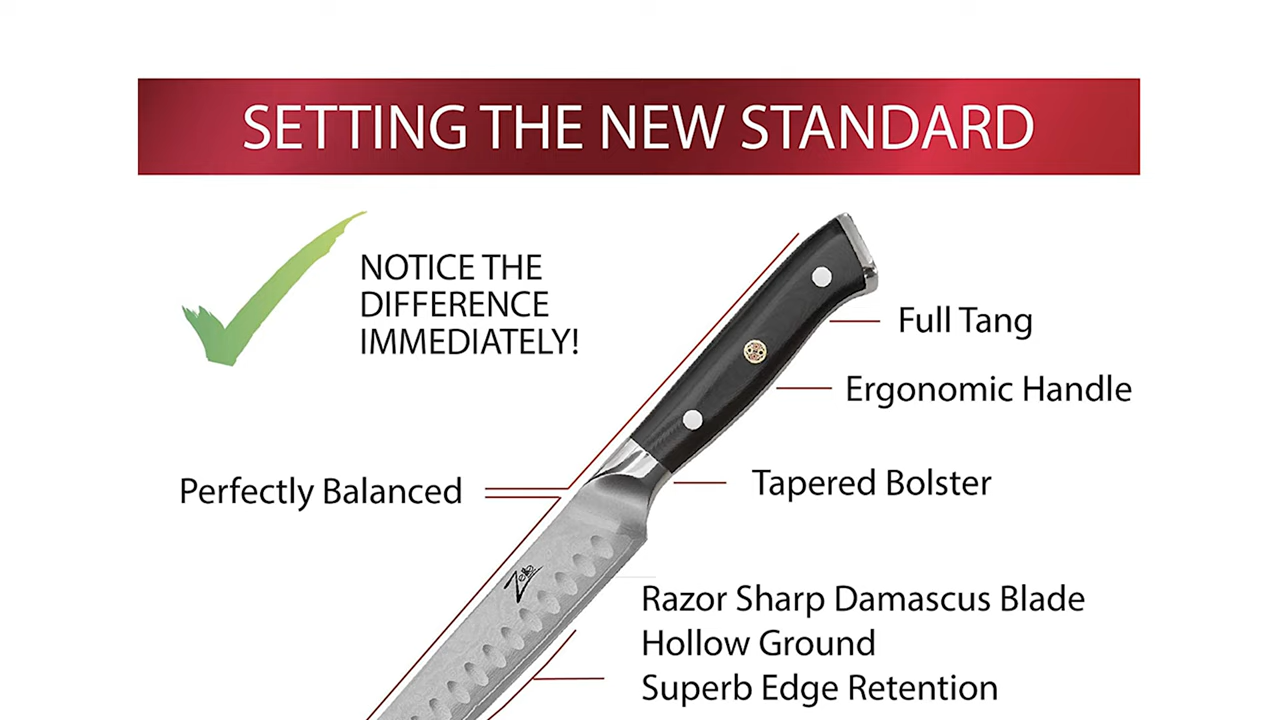 SETTING THE NEW STANDARD
NOTICE THE
DIFFERENCE
IMMEDIATELY!
Full Tang
Ergonomic Handle
Perfectly Balanced
Tapered Bolster
Zelite
Razor Sharp Damascus Blade
Hollow Ground
Superb Edge Retention